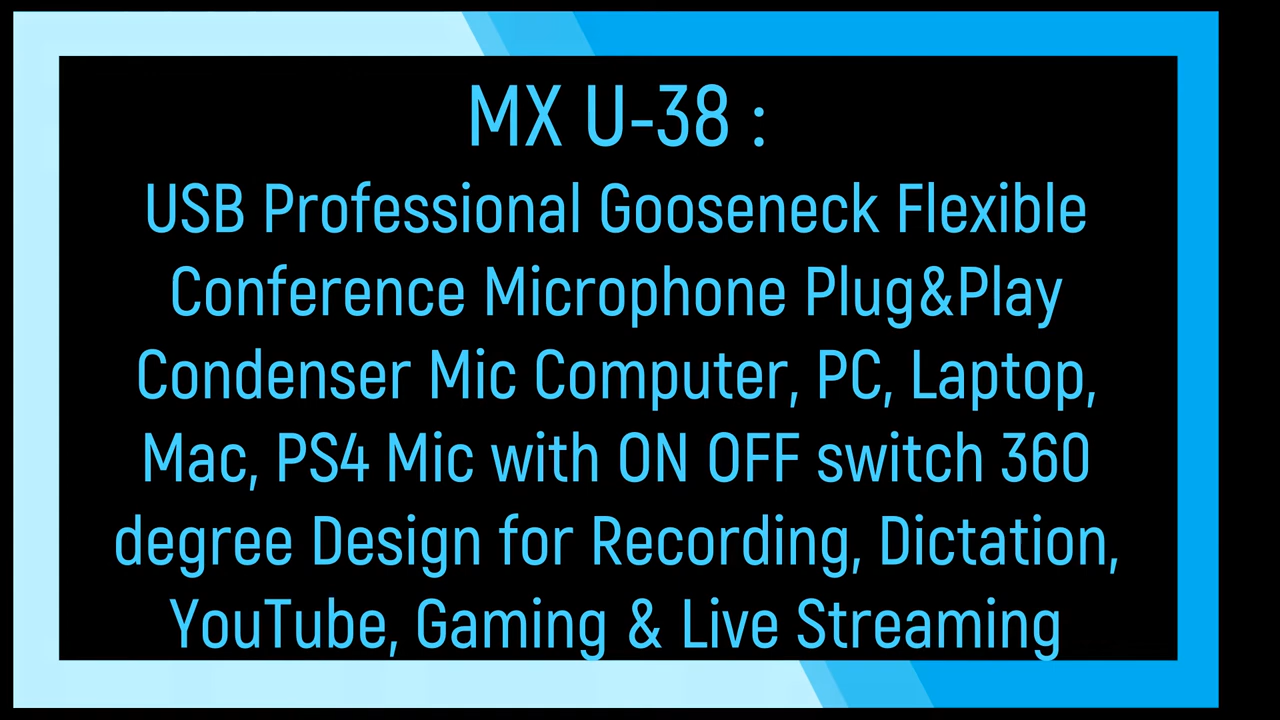 MX U-38 :
USB Professional Gooseneck Flexible
Conference Microphone Plug&Play
Condenser Mic Computer, PC, Laptop,
Mac, PS4 Mic with ON OFF switch 360
degree Design for Recording, Dictation,
YouTube, Gaming & Live Streaming